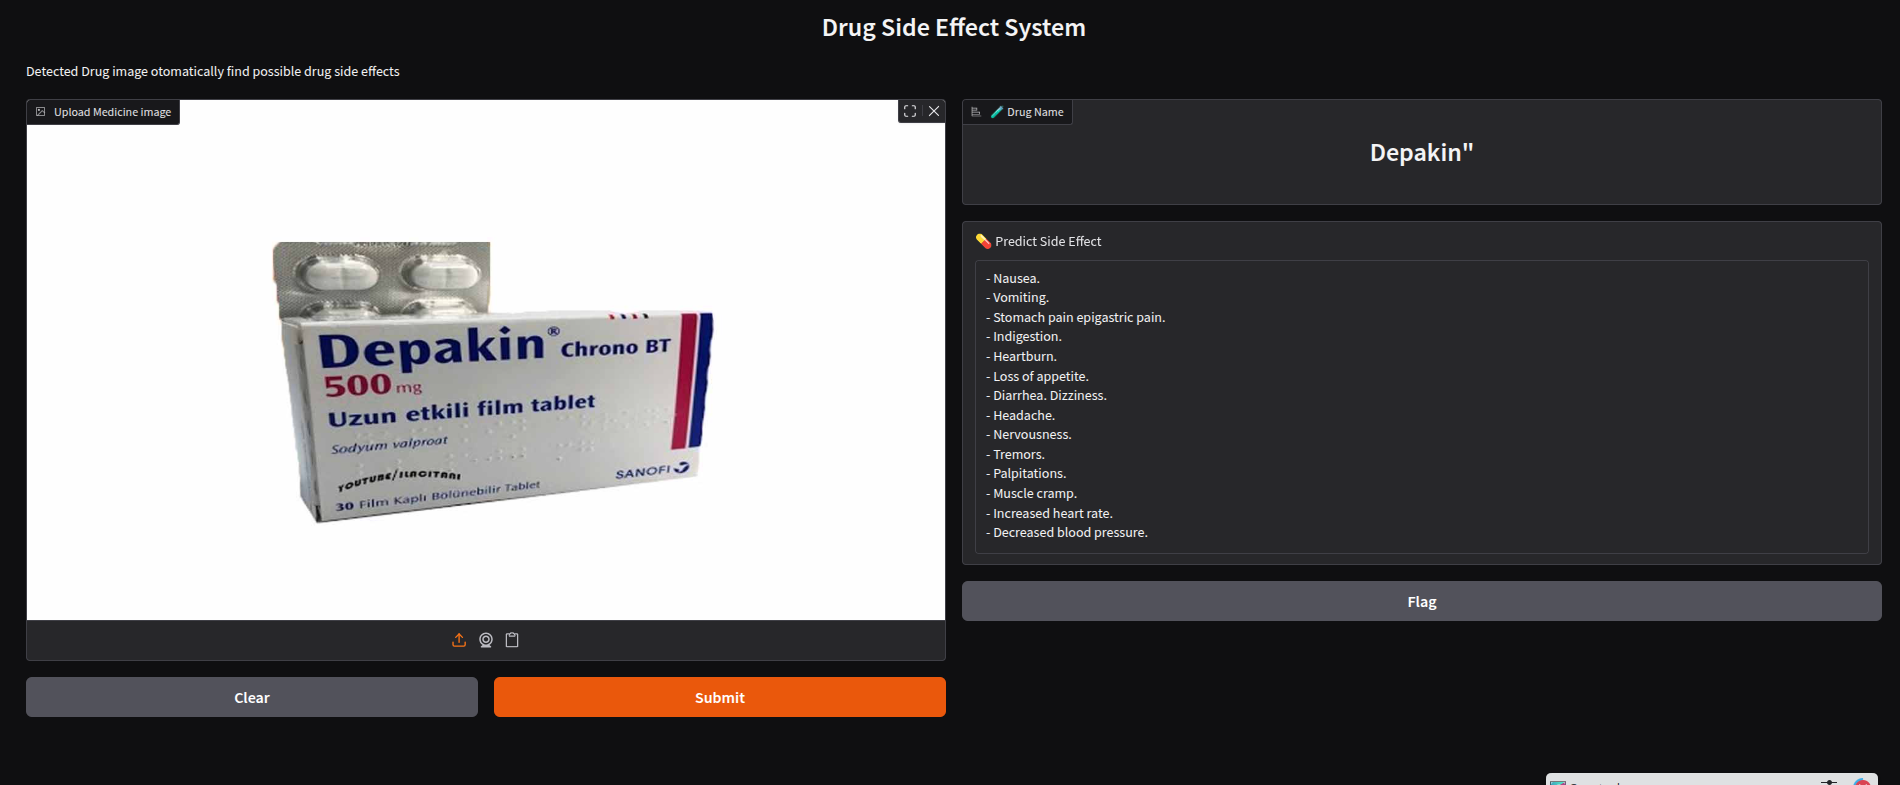 Drug Side Effect System
Detected Drug image otomatically find possible drug side effects
Upload Medicine image
Depakin® Chrono BT
500 mg
Uzun etkili film tablet
Sodyum valproat
YOUTUBE/ILACITANI
SANOFI
30 Film Kaplı Bölünebilir Tablet
Clear
Submit
Drug Name
Depakin"
Predict Side Effect
- Nausea.
- Vomiting.
- Stomach pain epigastric pain.
- Indigestion.
- Heartburn.
- Loss of appetite.
- Diarrhea. Dizziness.
- Headache.
- Nervousness.
- Tremors.
- Palpitations.
- Muscle cramp.
- Increased heart rate.
- Decreased blood pressure.
Flag